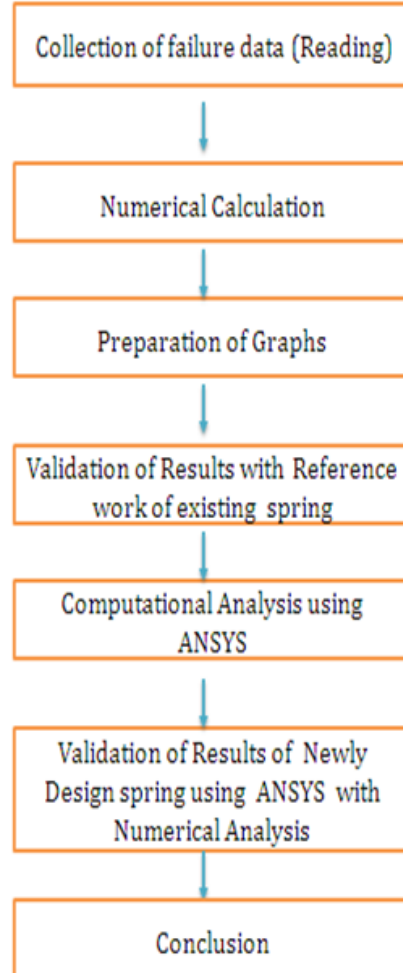 Collection of failure data (Reading)
Numerical Calculation
Preparation of Graphs
Validation of Results with Reference
work of existing spring
Computational Analysis using
ANSYS
Validation of Results of Newly
Design spring using ANSYS with
Numerical Analysis
Conclusion